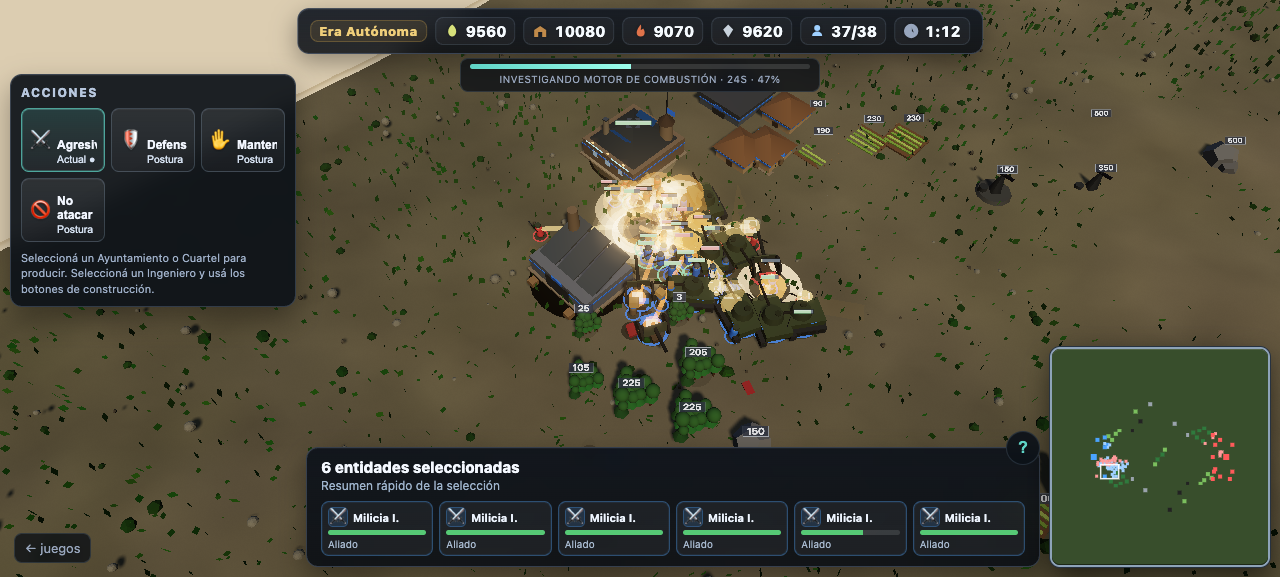 Era Autónoma 9560 10080 9070 9620 37/38 1:12
INVESTIGANDO MOTOR DE COMBUSTIÓN · 24S · 47%
ACCIONES
Agresiv
Actual
Defens
Postura
Manten
Postura
No
atacar
Postura
Seleccioná un Ayuntamiento o Cuartel para
producir. Seleccioná un Ingeniero y usá los
botones de construcción.
90
190
230
230
500
600
150
350
25
3
205
105
225
225
150
6 entidades seleccionadas
?
Resumen rápido de la selección
Milicia I.
Aliado
Milicia I.
Aliado
Milicia I.
Aliado
Milicia I.
Aliado
Milicia I.
Aliado
Milicia I.
Aliado
← juegos